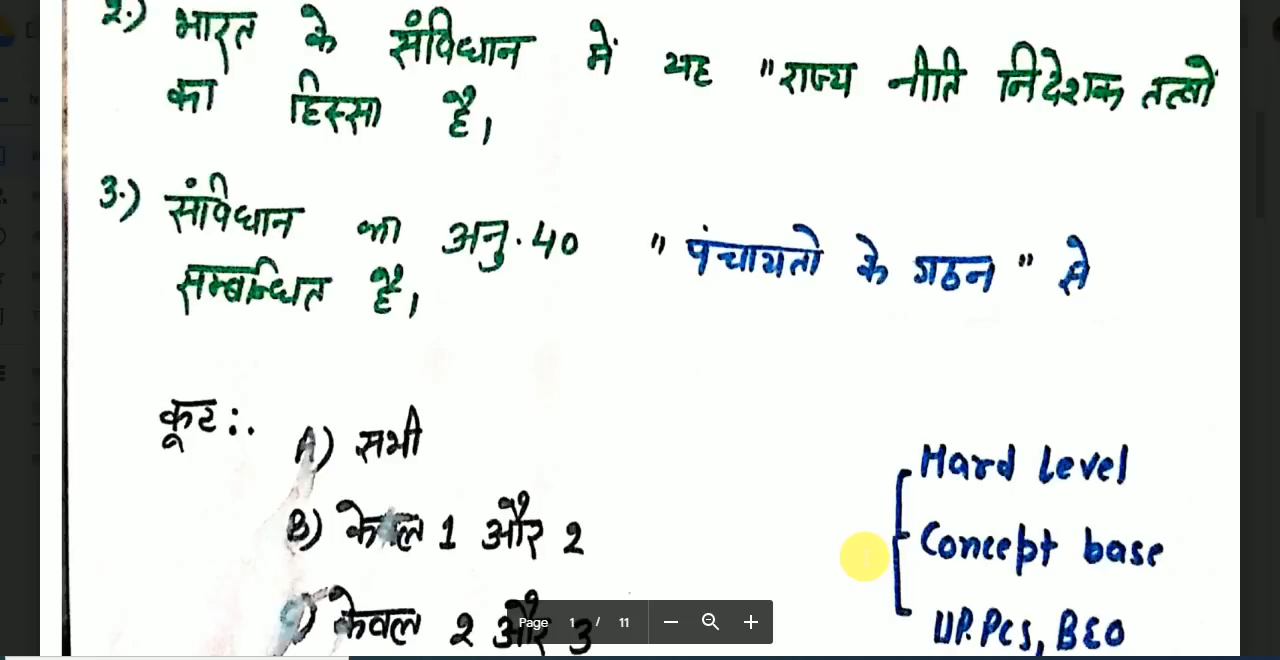 2.) भारत के संविधान में यह "राज्य नीति निदेशक तत्वों
का हिस्सा है।
3.) संविधान का अनु. 40 "पंचायतो के गठन" से
सम्बन्धित है।
कूट:.
A) सभी
Hard Level
B) केवल 1 और 2
Concept base
C) केवल 2 और 3
UP.PCS, BEO
Page 1 / 11